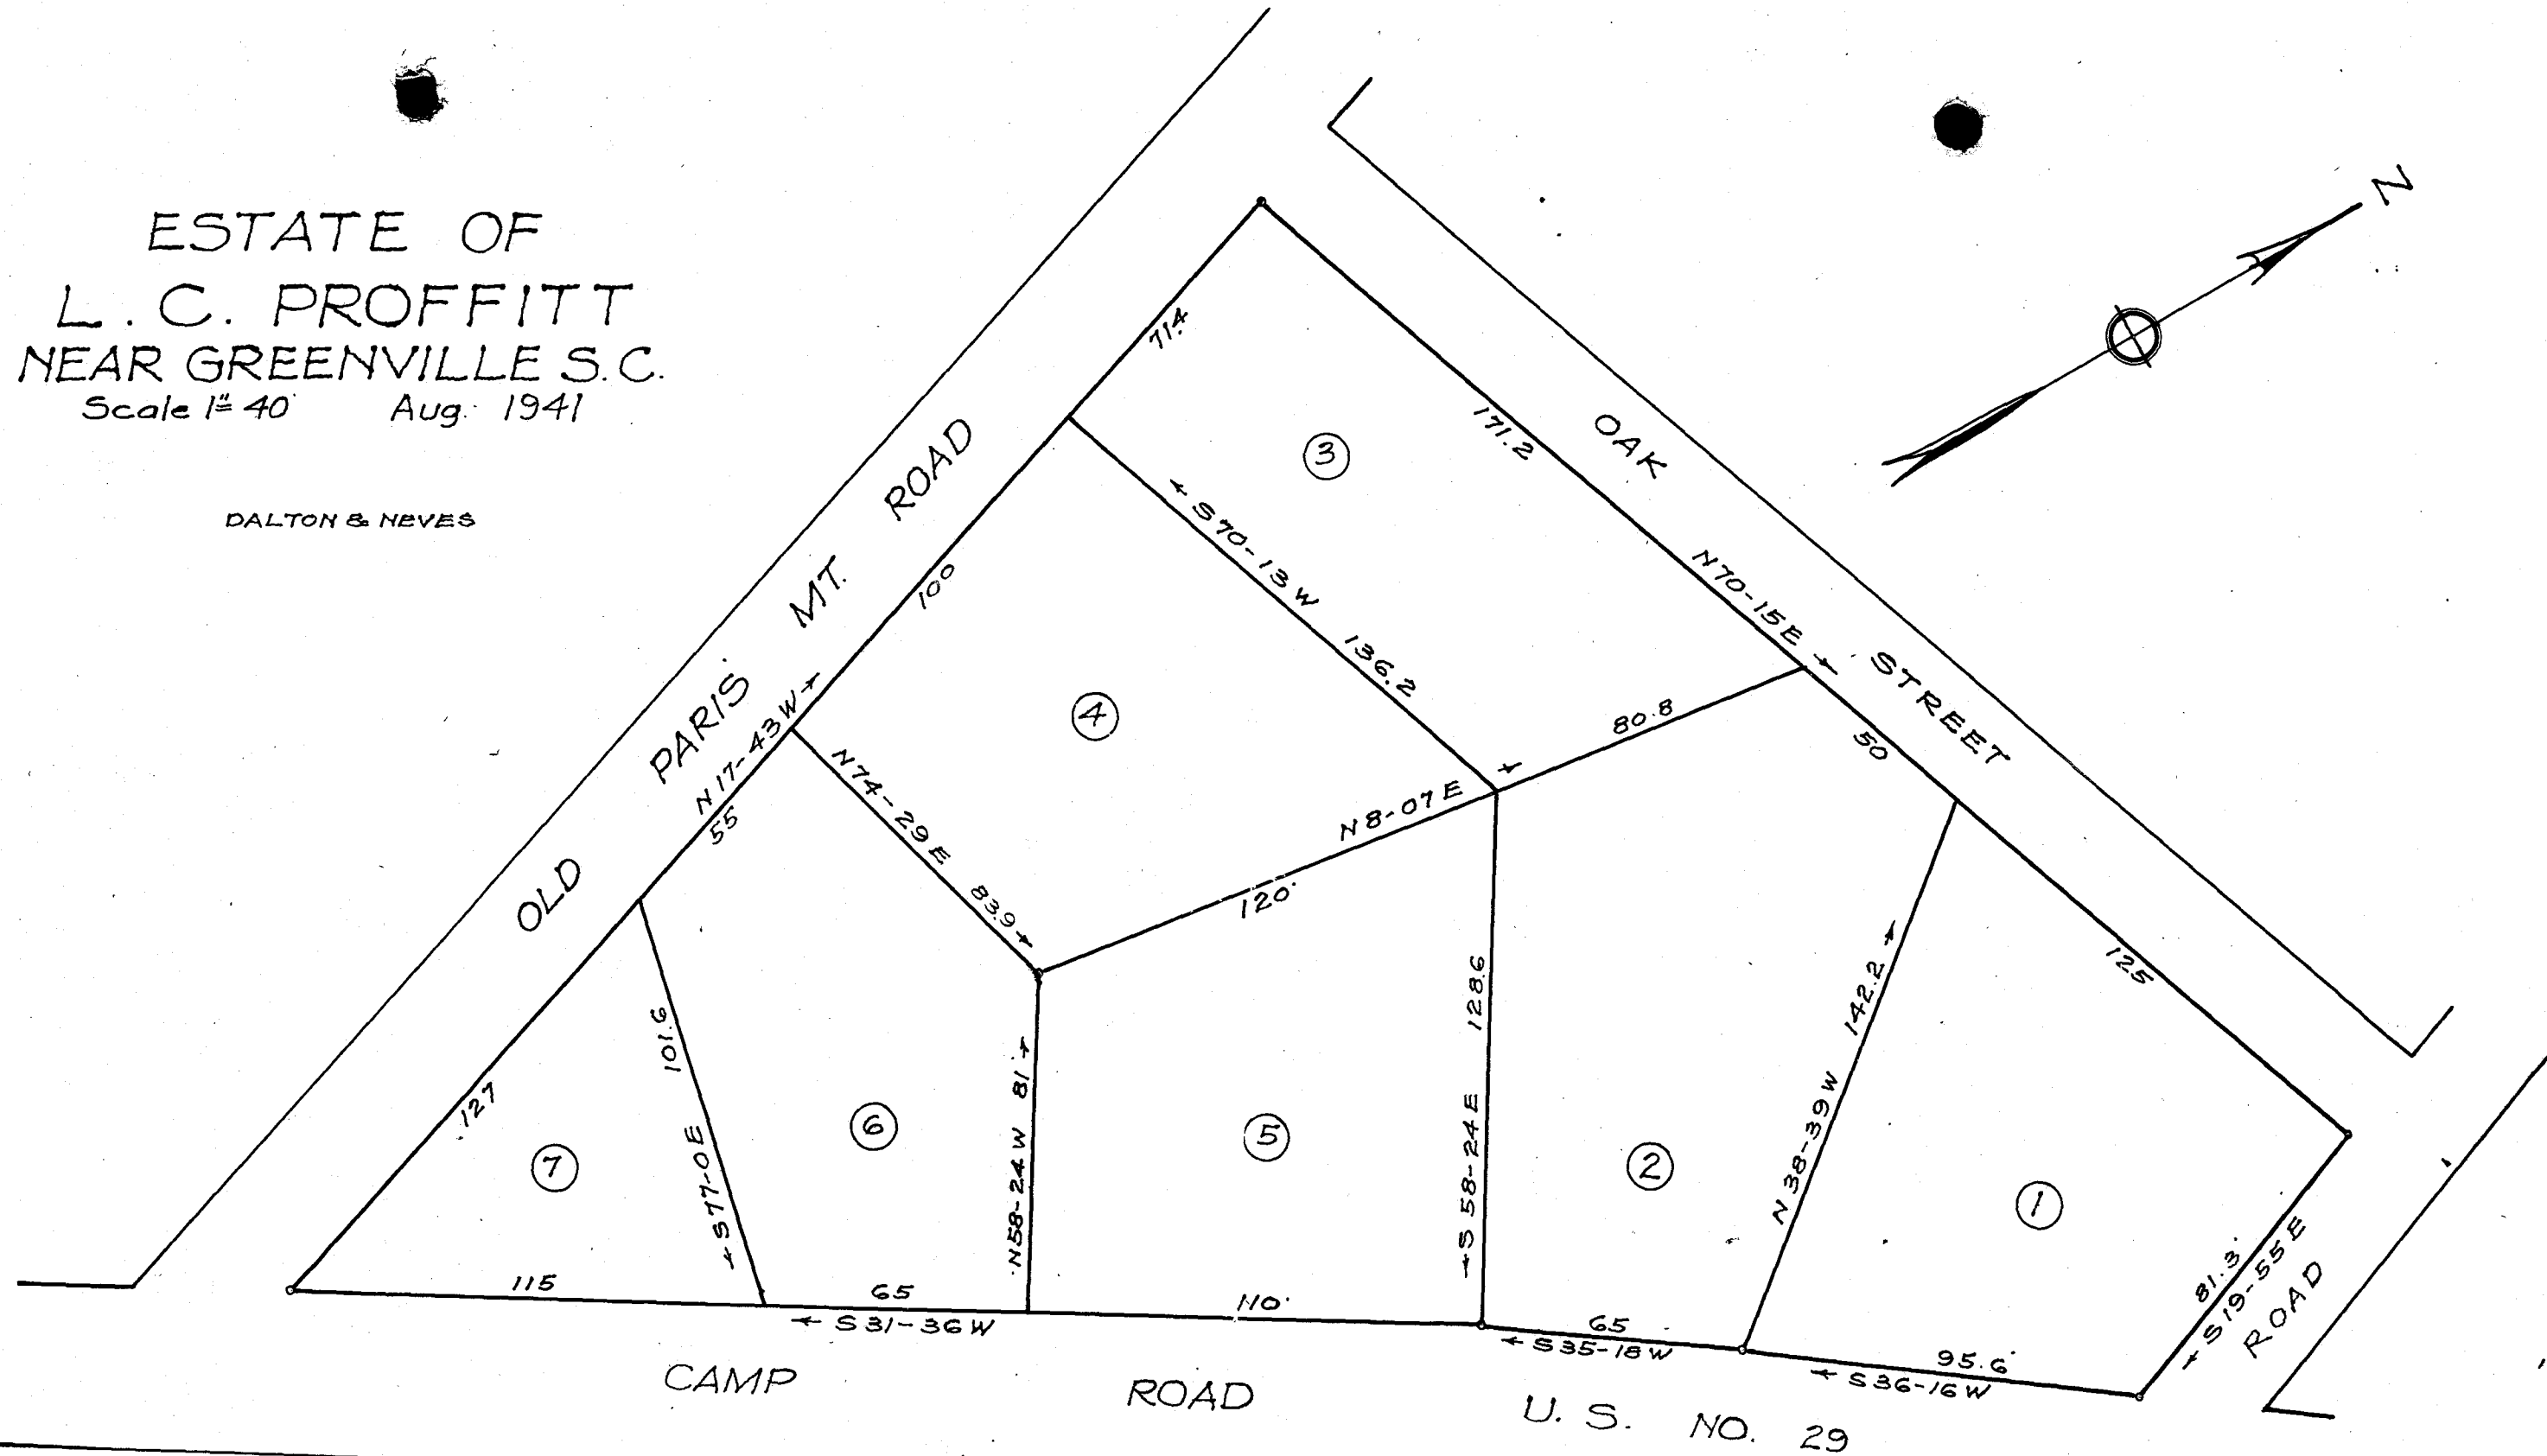 ESTATE OF
L. C. PROFFITT
NEAR GREENVILLE S.C.
Scale 1"=40' Aug. 1941
DALTON & NEVES
N
OLD PARIS MT. ROAD
OAK STREET
71.4
100
N17-43W
55
127
171.2
N70-15E
50
125
3
S70-13W
136.2
4
80.8
N8-07E
120'
N74-29E 83.9
101.6
S77-0E
7
6
N58-24W 81
5
S58-24E 128.6
2
N38-39W 142.2
1
81.3'
S19-55E
ROAD
115
65
110'
65
95.6'
S31-36W
S35-18W
S36-16W
CAMP ROAD U.S. NO. 29